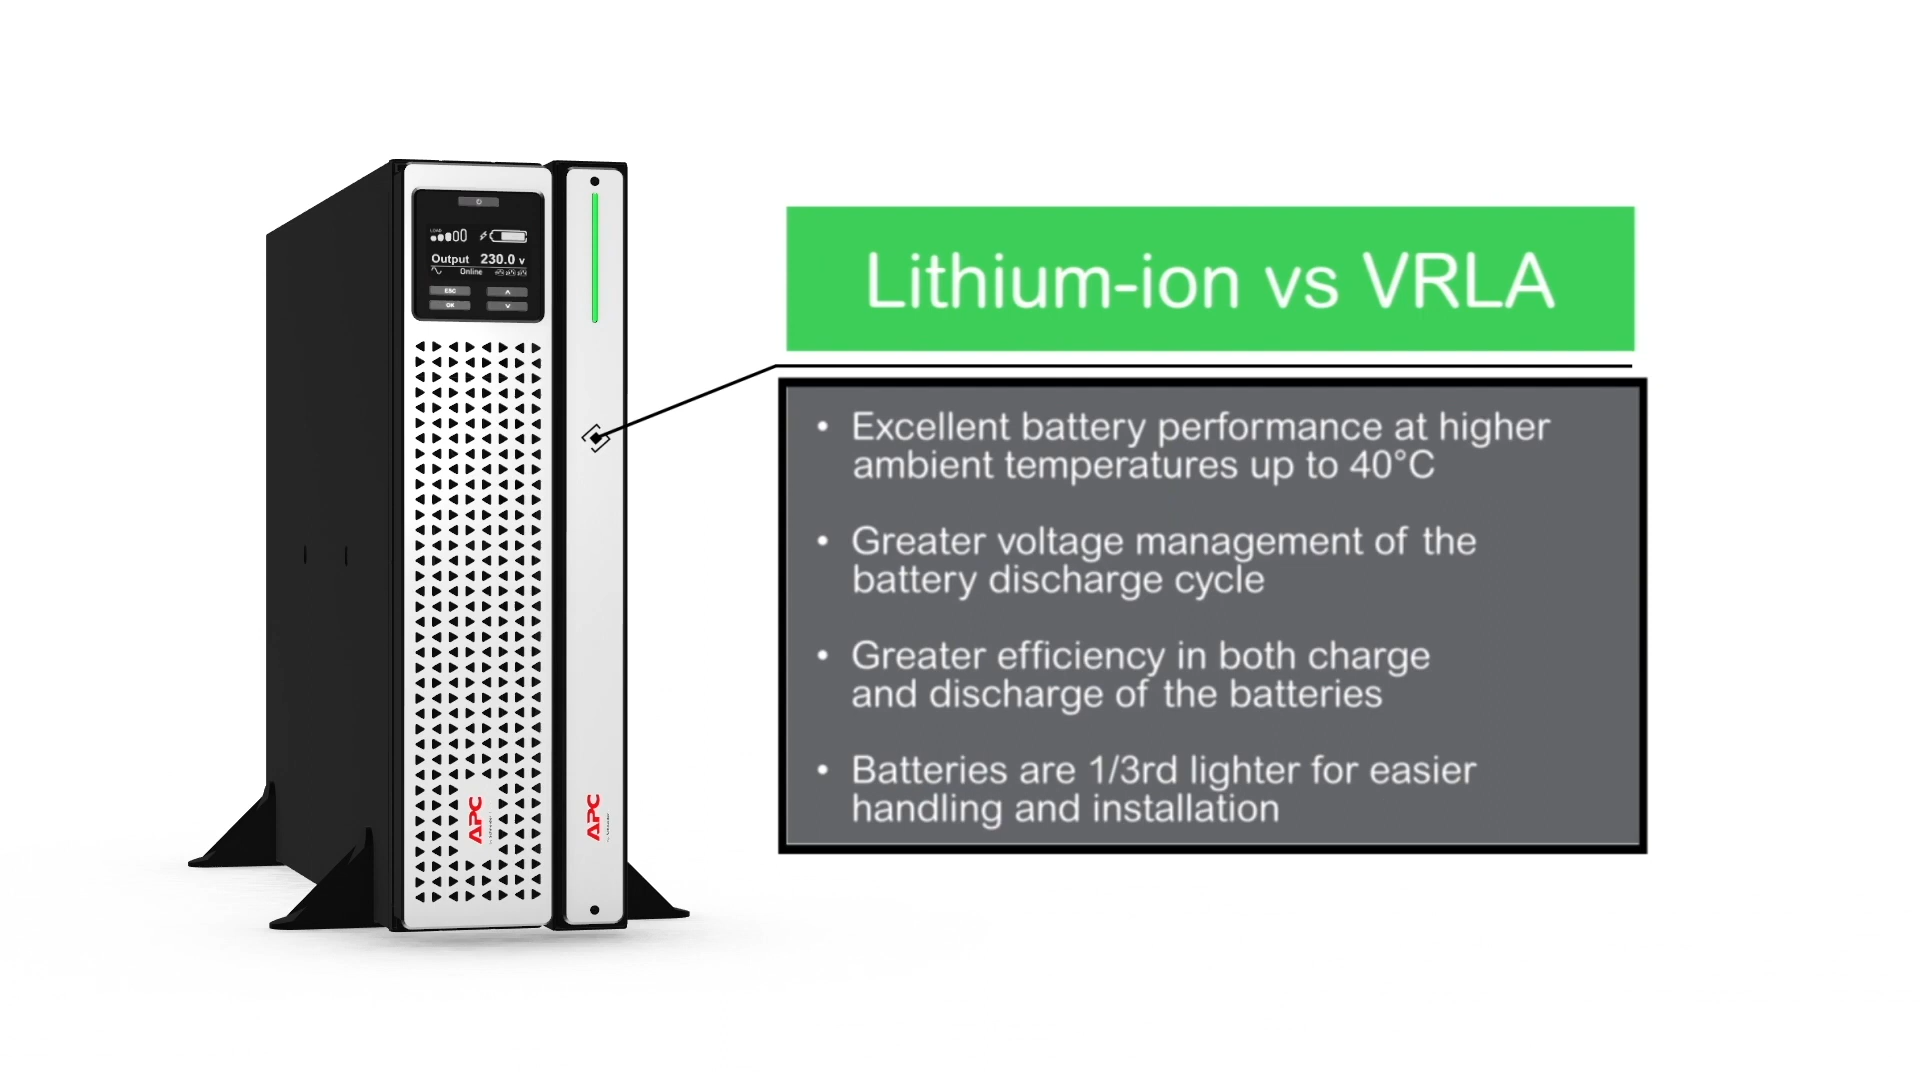 LOAD
Output 230.0 v
Online
ESC
OK
APC
APC
Lithium-ion vs VRLA
• Excellent battery performance at higher
ambient temperatures up to 40°C
• Greater voltage management of the
battery discharge cycle
• Greater efficiency in both charge
and discharge of the batteries
• Batteries are 1/3rd lighter for easier
handling and installation